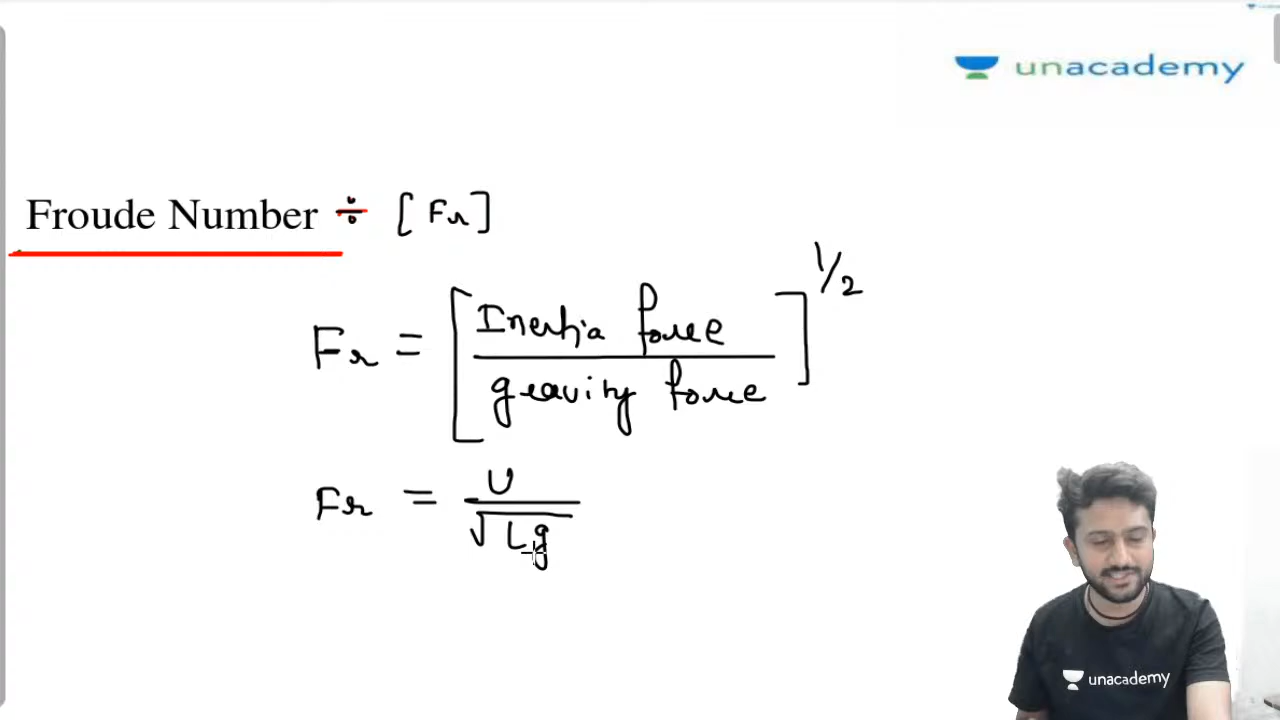 unacademy
Froude Number ÷ [Fr]
Fr = [Inertia force / gravity force]^1/2
Fr = U / √Lg
unacademy